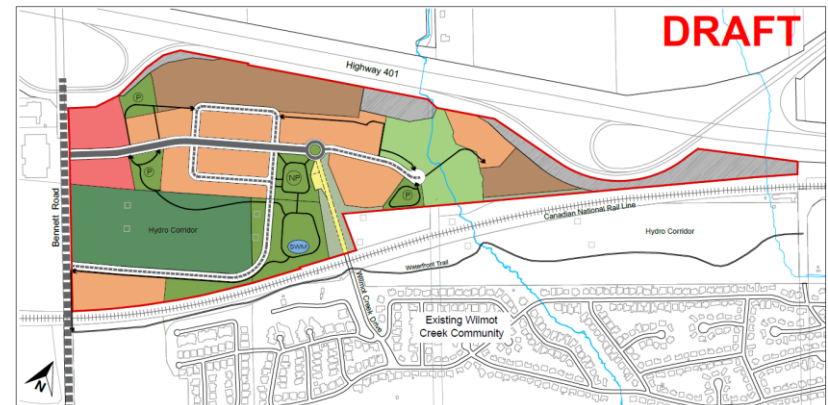 DRAFT
Highway 401
P
P
NP
P
Bennett Road
Hydro Corridor
SWM
Canadian National Rail Line
Hydro Corridor
Waterfront Trail
Wilmot Creek Drive
Existing Wilmot
Creek Community
N